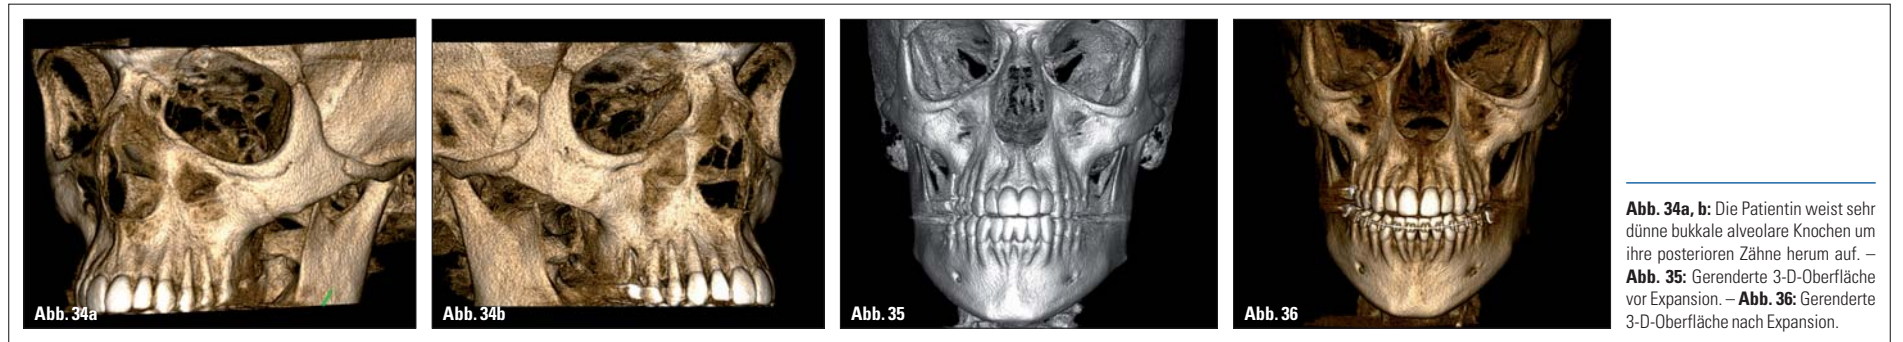 Abb. 34a
Abb. 34b
Abb. 35
Abb. 36
Abb. 34a, b: Die Patientin weist sehr
dünne bukkale alveolare Knochen um
ihre posterioren Zähne herum auf. –
Abb. 35: Gerenderte 3-D-Oberfläche
vor Expansion. – Abb. 36: Gerenderte
3-D-Oberfläche nach Expansion.